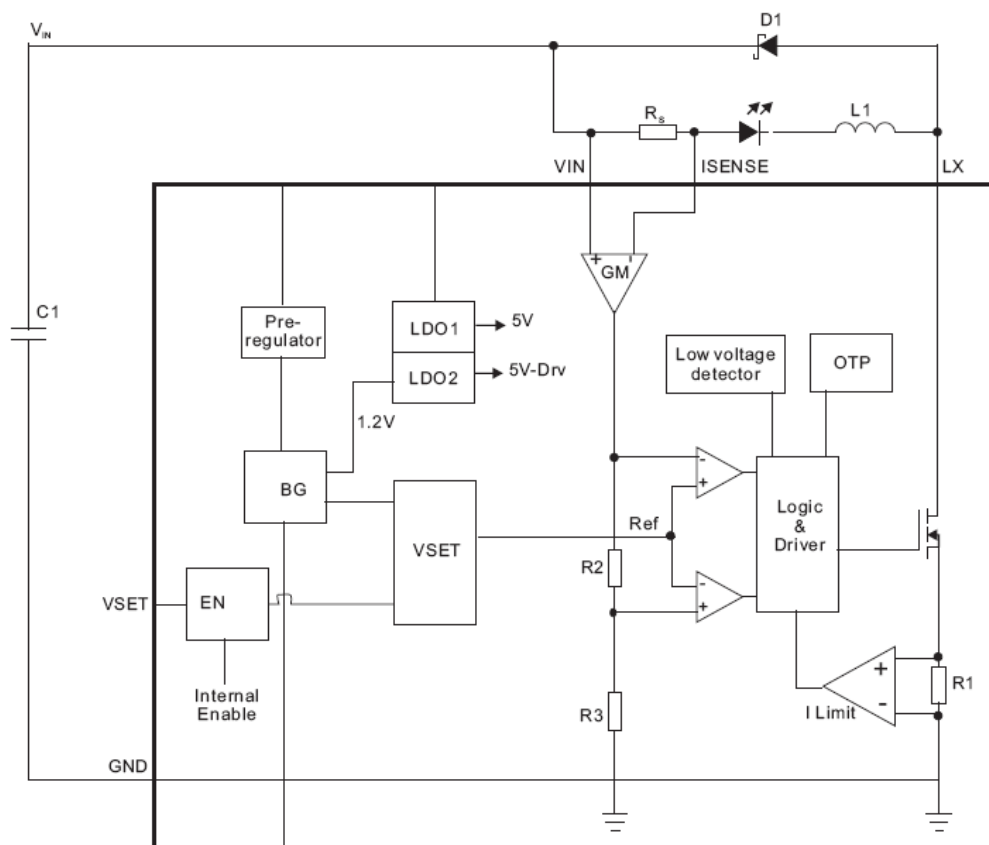 D1
VIN
Rs
L1
VIN
ISENSE
LX
+ -
GM
C1
Pre-
regulator
LDO1
5V
LDO2
5V-Drv
Low voltage
detector
OTP
1.2V
BG
-
+
VSET
Ref
Logic
&
Driver
R2
-
+
VSET
EN
Internal
Enable
R3
+
-
I Limit
R1
GND